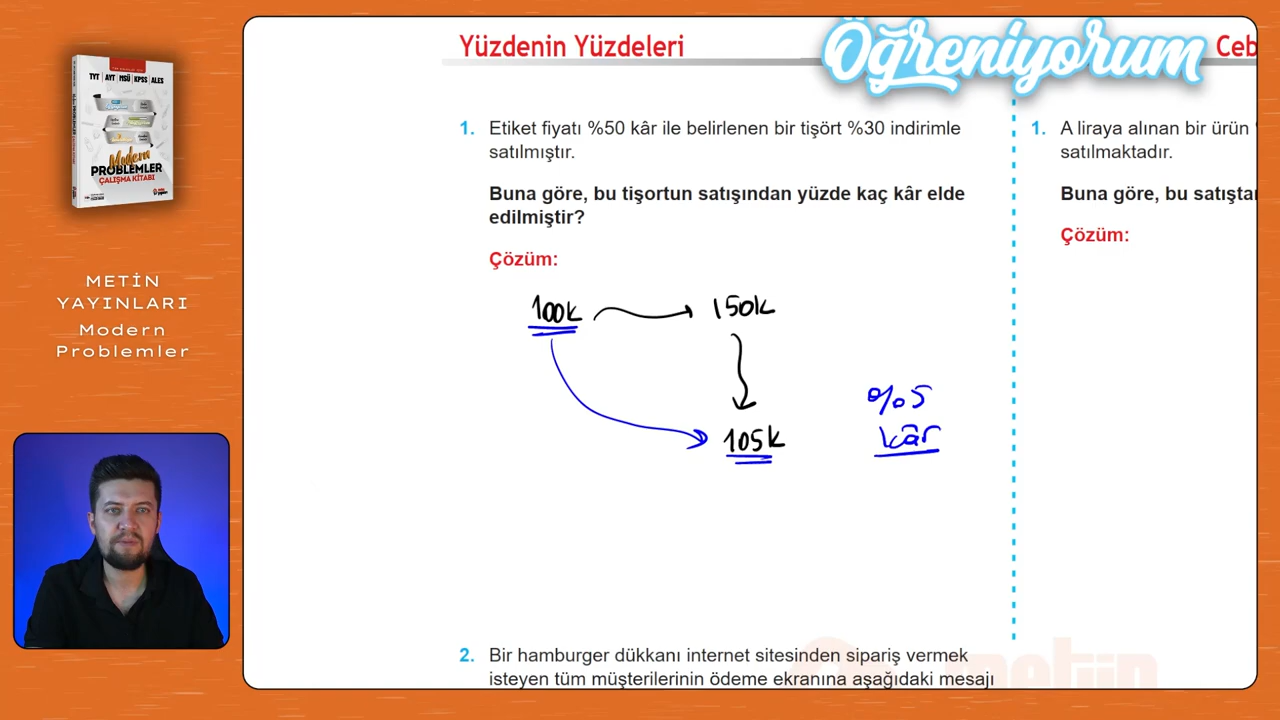 TYT | AYT | MSÜ | KPSS | ALES
Modern
PROBLEMLER
ÇALIŞMA KİTABI
METİN
YAYINLARI
Modern
Problemler
Yüzdenin Yüzdeleri
Öğreniyorum
Ceb
1. Etiket fiyatı %50 kâr ile belirlenen bir tişört %30 indirimle
satılmıştır.
Buna göre, bu tişortun satışından yüzde kaç kâr elde
edilmiştir?
Çözüm:
100k
150k
105k
%5
kâr
2. Bir hamburger dükkanı internet sitesinden sipariş vermek
isteyen tüm müşterilerinin ödeme ekranına aşağıdaki mesajı
1. A liraya alınan bir ürün
satılmaktadır.
Buna göre, bu satıştan
Çözüm:
metin